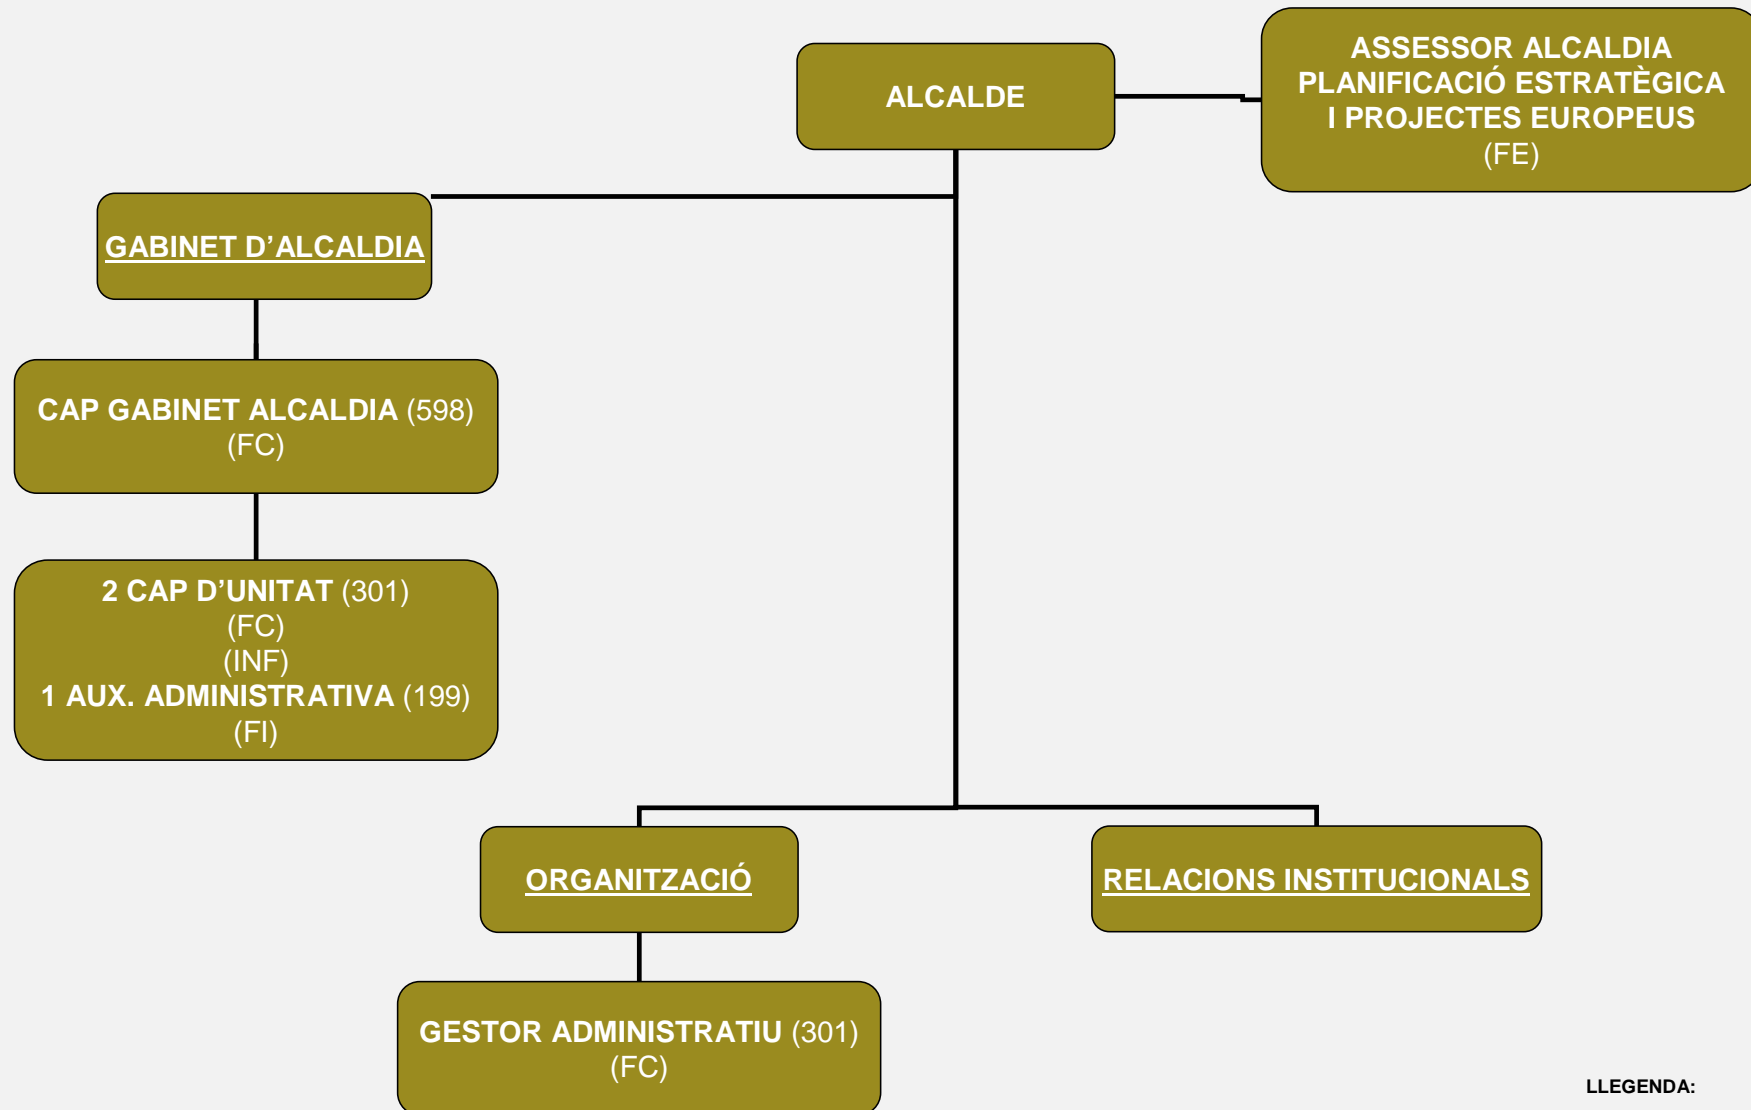 ALCALDE
ASSESSOR ALCALDIA
PLANIFICACIÓ ESTRATÈGICA
I PROJECTES EUROPEUS
(FE)
GABINET D’ALCALDIA
CAP GABINET ALCALDIA (598)
(FC)
2 CAP D’UNITAT (301)
(FC)
(INF)
1 AUX. ADMINISTRATIVA (199)
(FI)
ORGANITZACIÓ
RELACIONS INSTITUCIONALS
GESTOR ADMINISTRATIU (301)
(FC)
LLEGENDA: